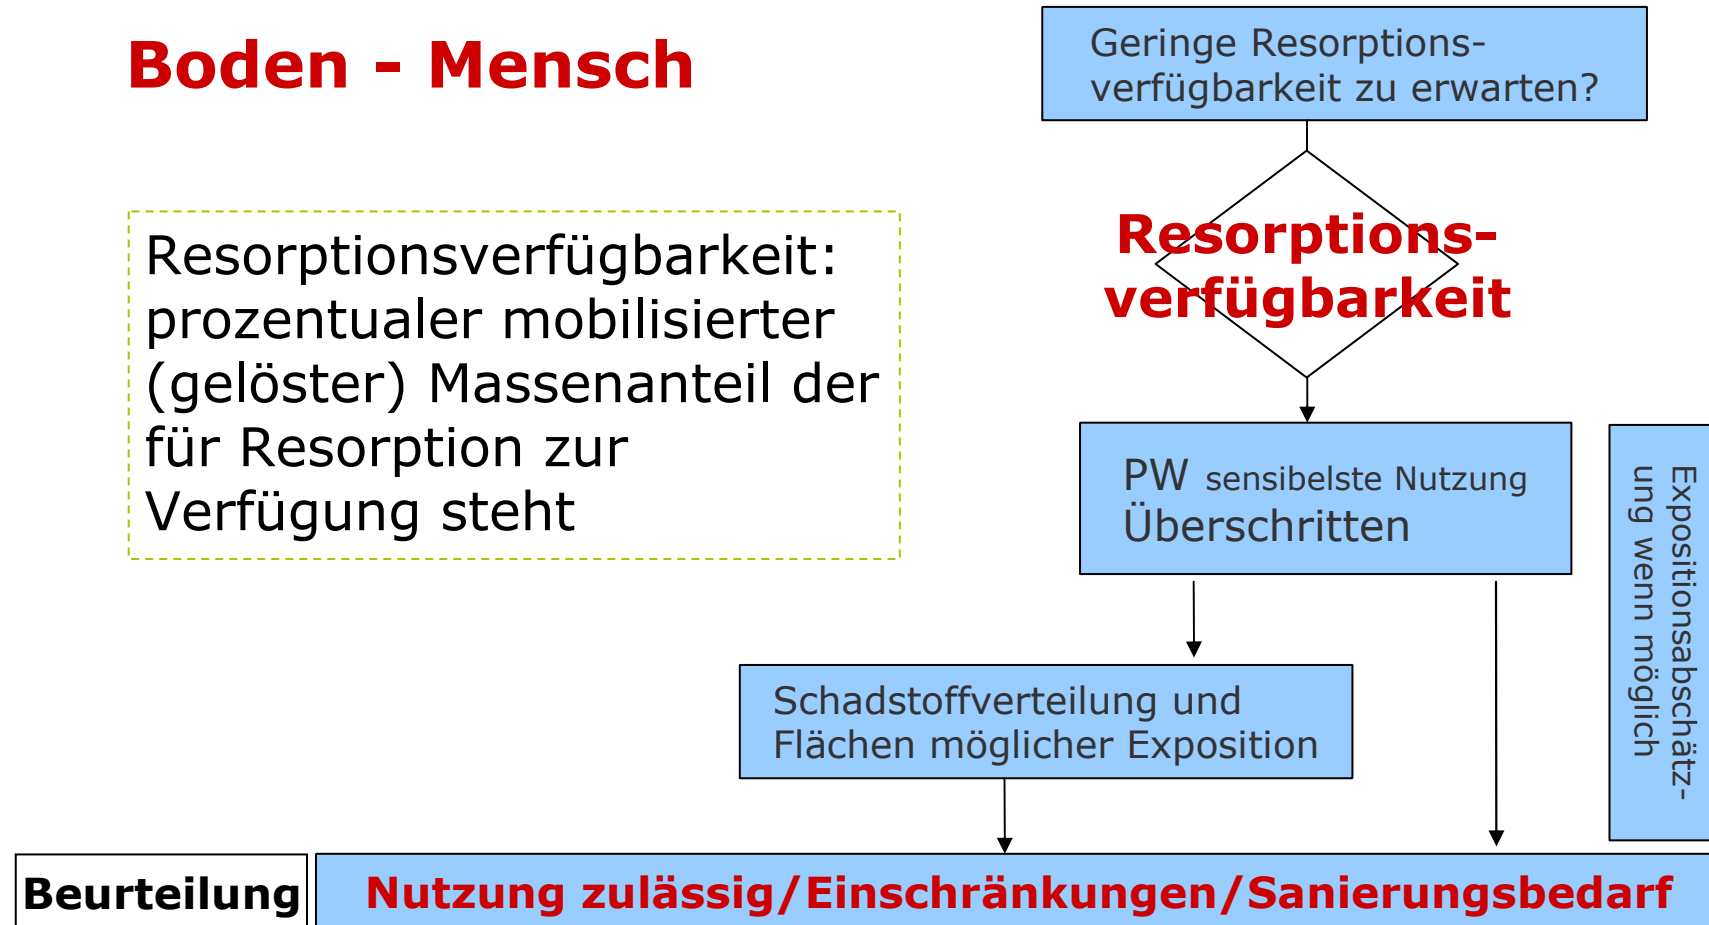 Boden - Mensch
Geringe Resorptions-
verfügbarkeit zu erwarten?
Resorptions-
verfügbarkeit
Resorptionsverfügbarkeit:
prozentualer mobilisierter
(gelöster) Massenanteil der
für Resorption zur
Verfügung steht
PW sensibelste Nutzung
Überschritten
Expositionsabschätz-
ung wenn möglich
Schadstoffverteilung und
Flächen möglicher Exposition
Beurteilung
Nutzung zulässig/Einschränkungen/Sanierungsbedarf